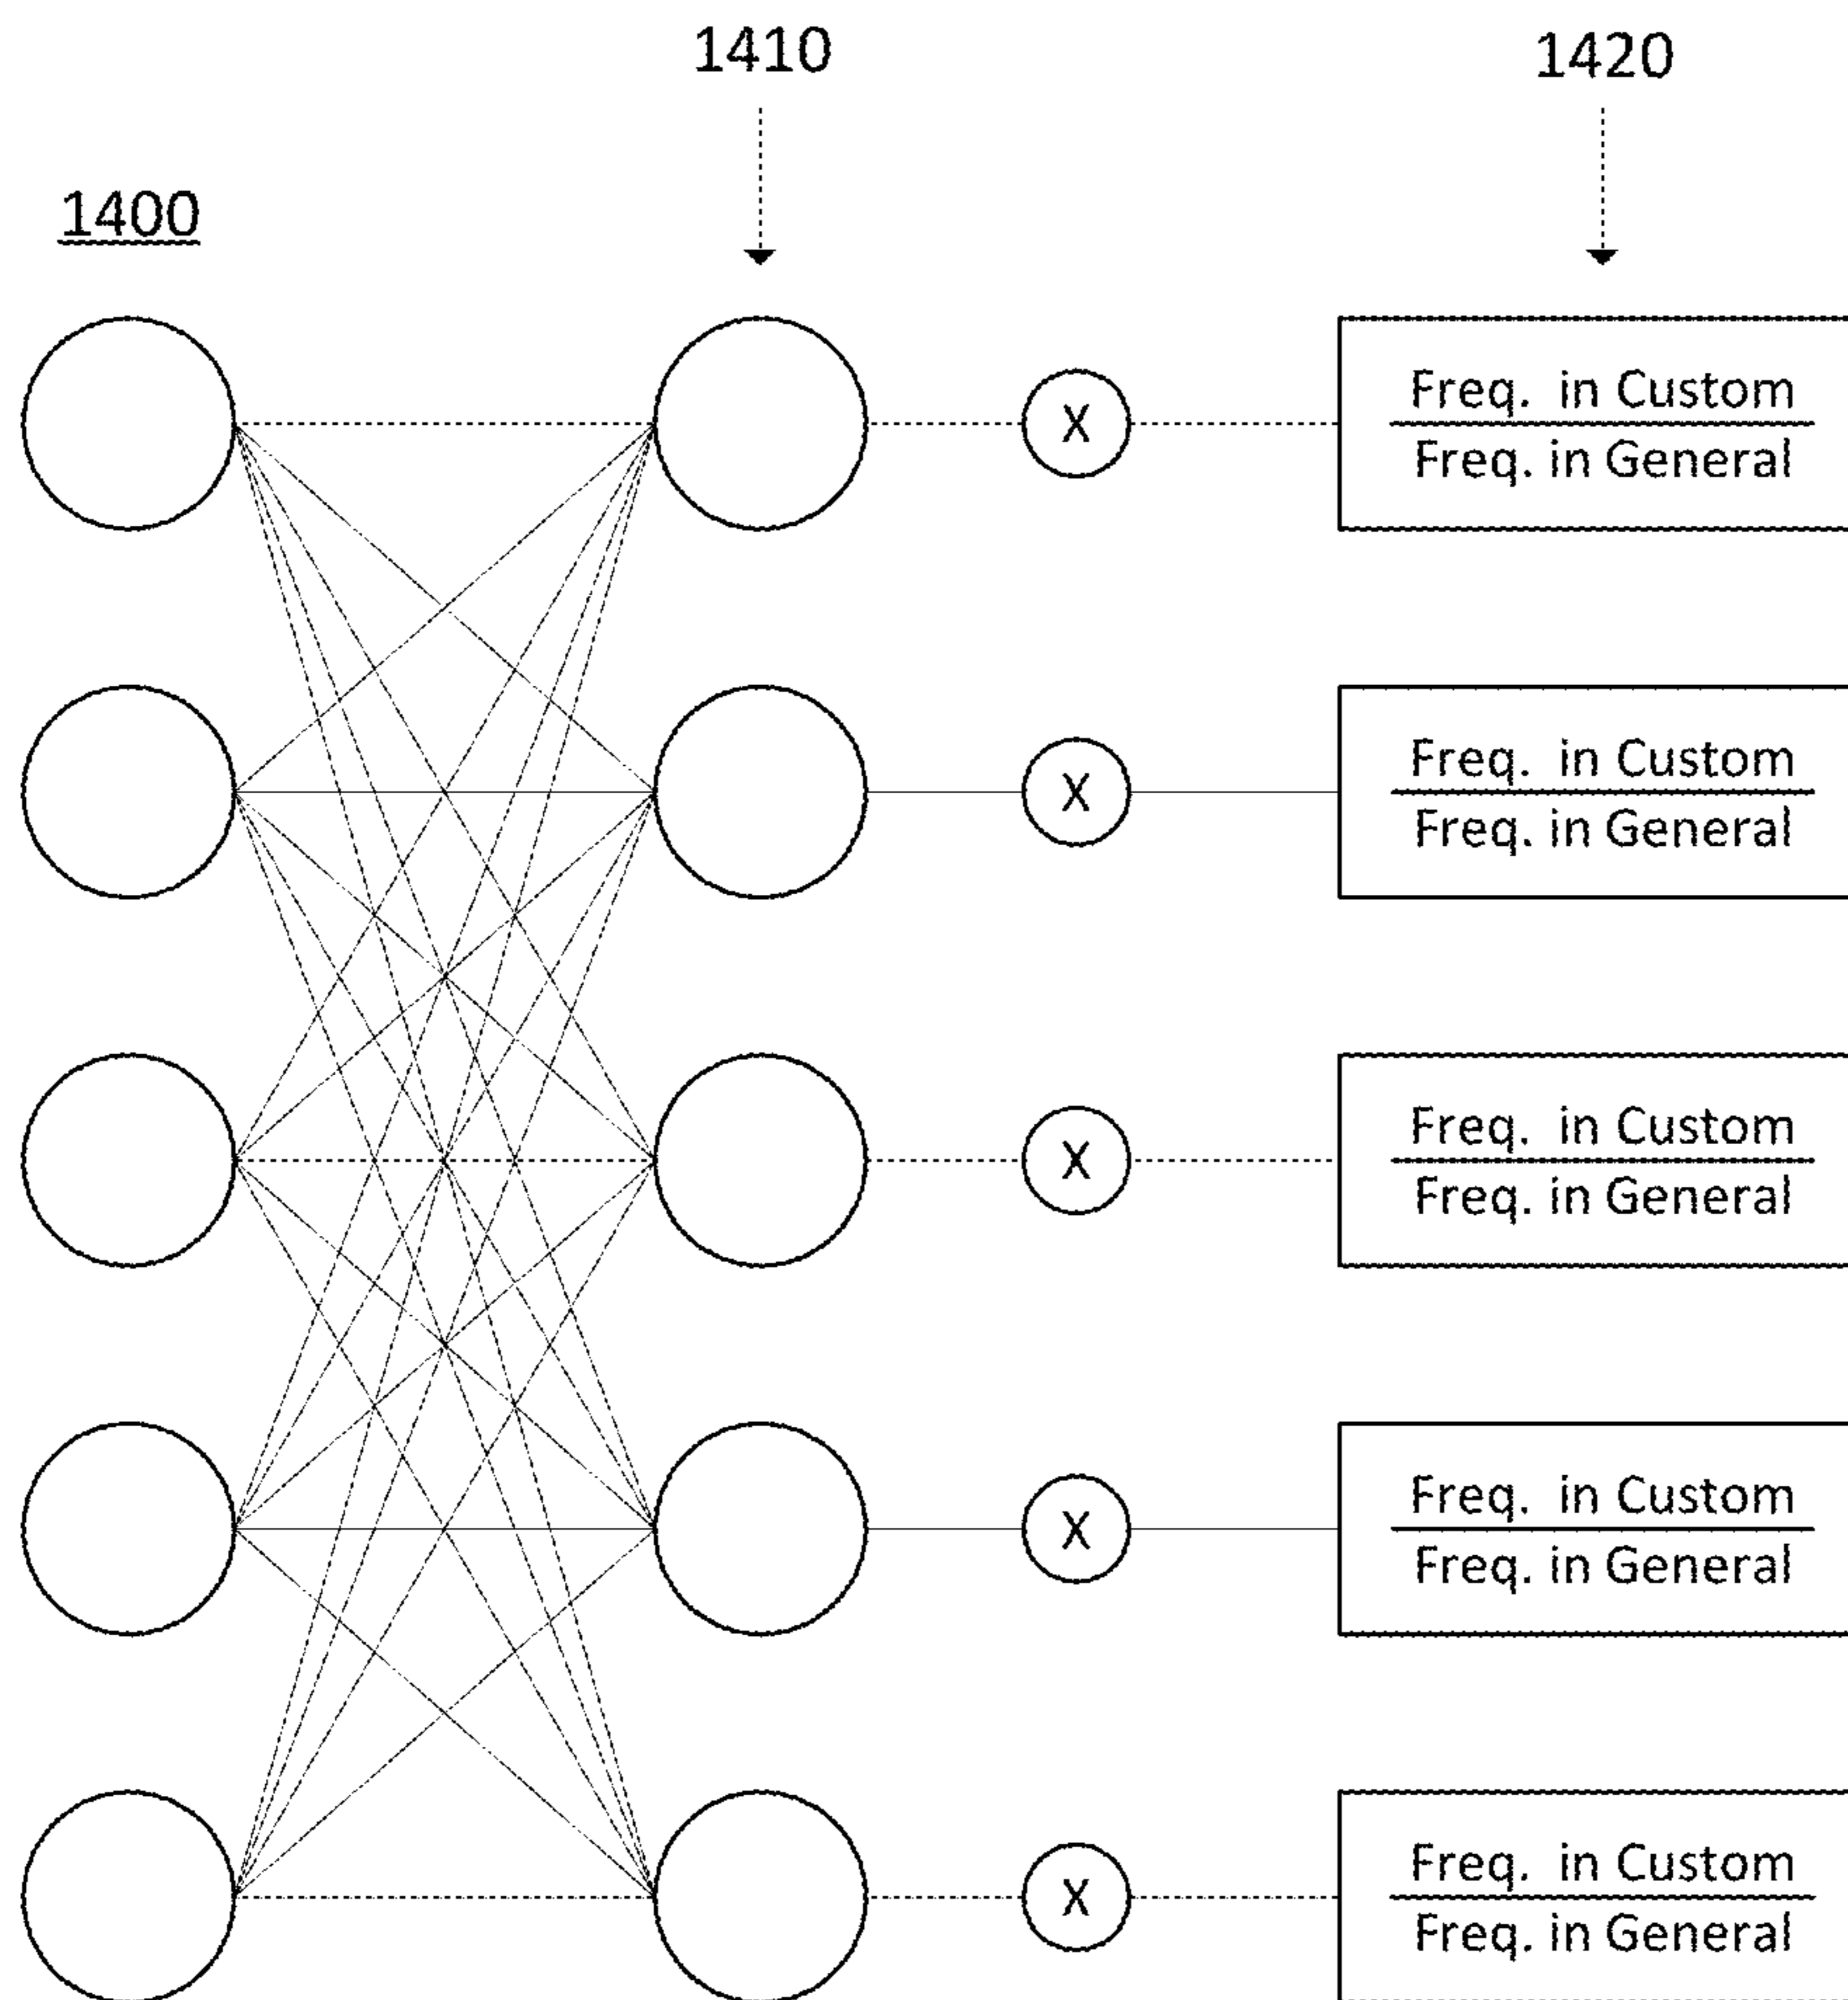 1410
1420
1400
X
Freq. in Custom
Freq. in General
X
Freq. in Custom
Freq. in General
X
Freq. in Custom
Freq. in General
X
Freq. in Custom
Freq. in General
X
Freq. in Custom
Freq. in General